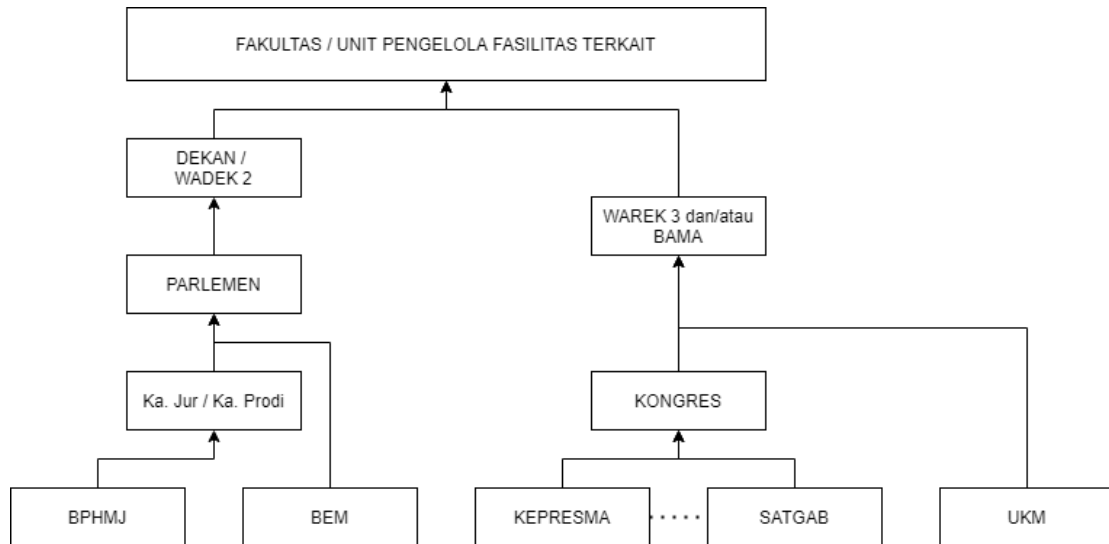 FAKULTAS / UNIT PENGELOLA FASILITAS TERKAIT
DEKAN /
WADEK 2
WAREK 3 dan/atau
BAMA
PARLEMEN
Ka. Jur / Ka. Prodi
KONGRES
BPHMJ
BEM
KEPRESMA
SATGAB
UKM